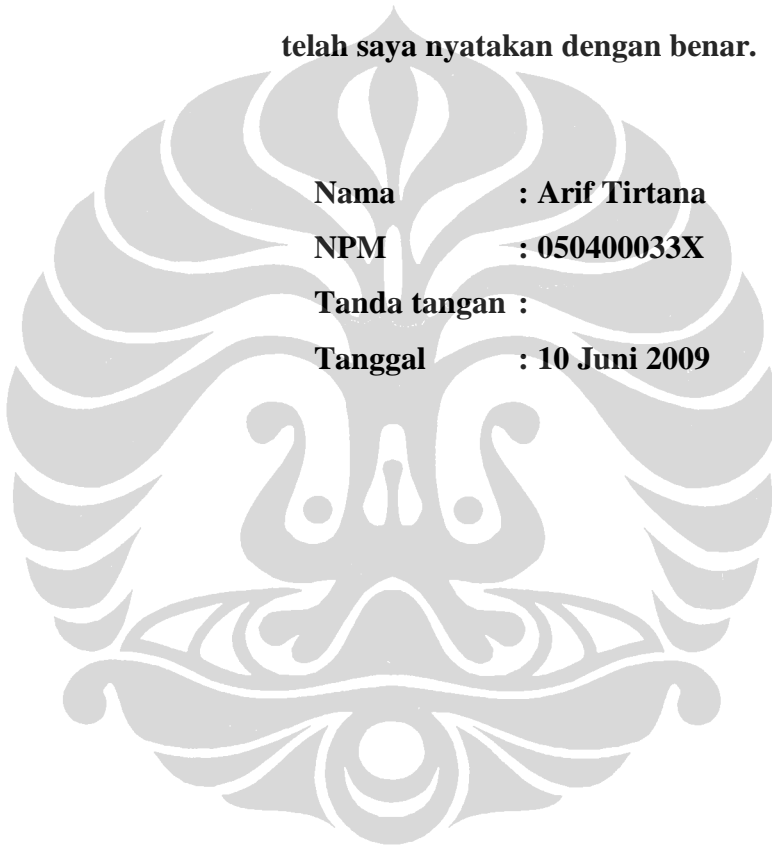 telah saya nyatakan dengan benar.
Nama : Arif Tirtana
NPM : 050400033X
Tanda tangan :
Tanggal : 10 Juni 2009